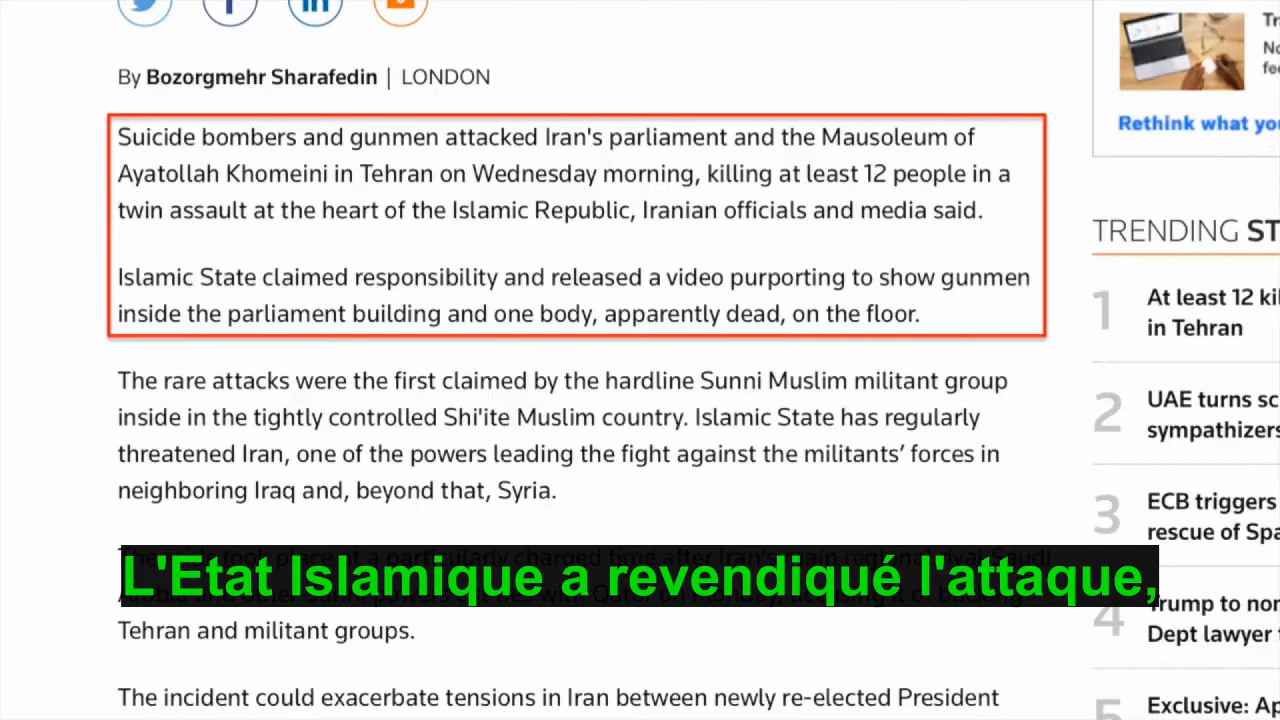 By Bozorgmehr Sharafedin | LONDON
Suicide bombers and gunmen attacked Iran's parliament and the Mausoleum of
Ayatollah Khomeini in Tehran on Wednesday morning, killing at least 12 people in a
twin assault at the heart of the Islamic Republic, Iranian officials and media said.
Islamic State claimed responsibility and released a video purporting to show gunmen
inside the parliament building and one body, apparently dead, on the floor.
The rare attacks were the first claimed by the hardline Sunni Muslim militant group
inside in the tightly controlled Shi'ite Muslim country. Islamic State has regularly
threatened Iran, one of the powers leading the fight against the militants’ forces in
neighboring Iraq and, beyond that, Syria.
L'Etat Islamique a revendiqué l'attaque,
Tehran and militant groups.
The incident could exacerbate tensions in Iran between newly re-elected President
Rethink what
TRENDING
1
At least 12
in Tehran
2
UAE turns
sympathizers
3
ECB triggers
rescue of
4
Trump to
Dept lawyer
5
Exclusive: